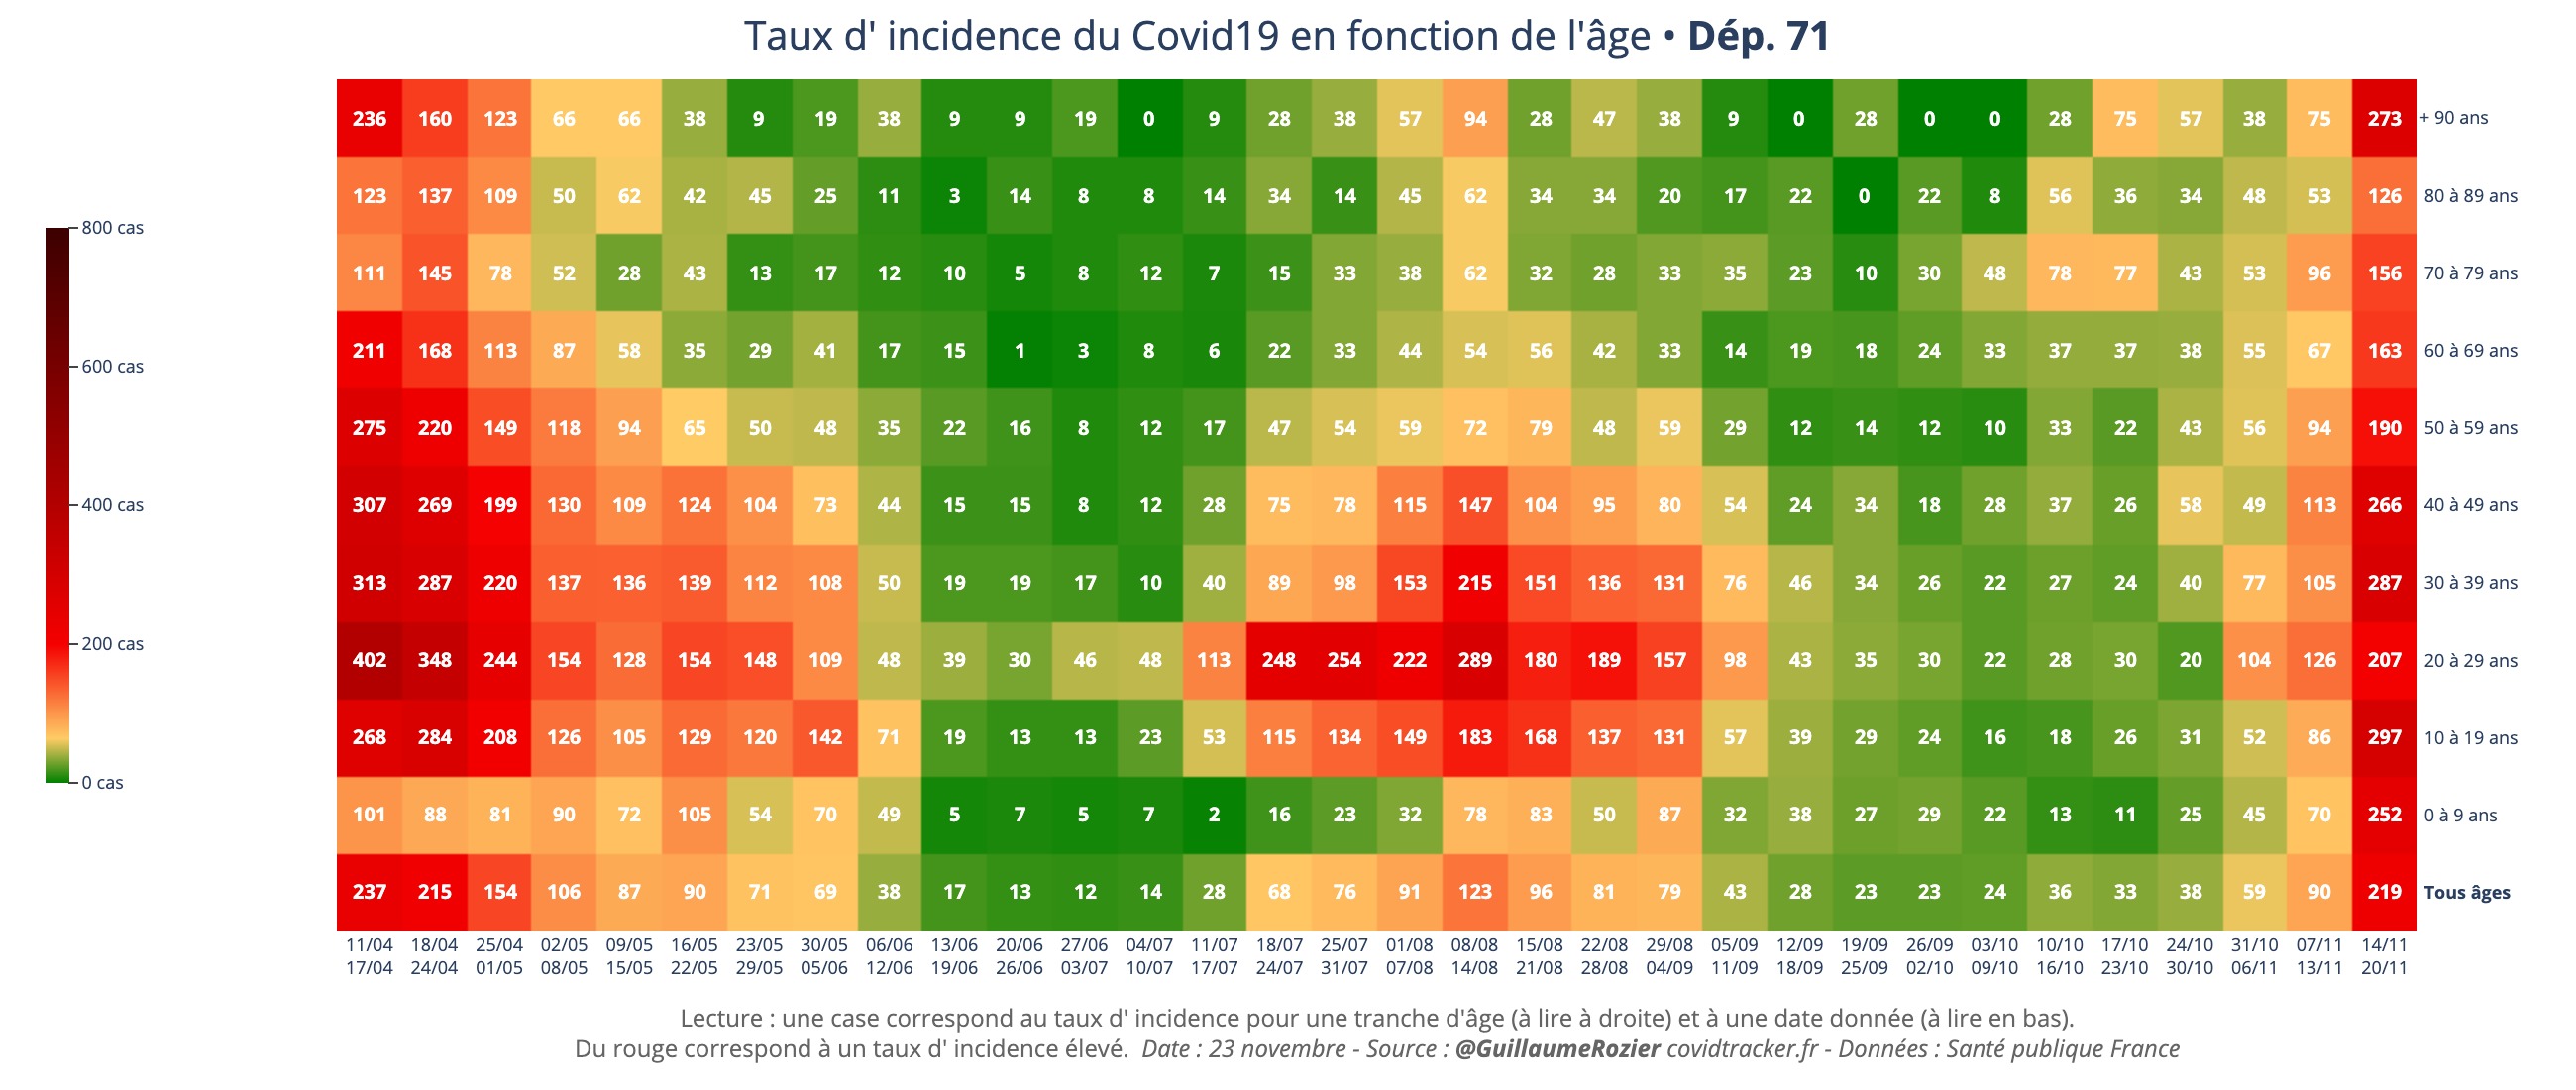 Taux d' incidence du Covid19 en fonction de l'âge • Dép. 71
236 160 123 66 66 38 9 19 38 9 9 19 0 9 28 38 57 94 28 47 38 9 0 28 0 0 28 75 57 38 75 273 + 90 ans
123 137 109 50 62 42 45 25 11 3 14 8 8 14 34 14 45 62 34 34 20 17 22 0 22 8 56 36 34 48 53 126 80 à 89 ans
800 cas
111 145 78 52 28 43 13 17 12 10 5 8 12 7 15 33 38 62 32 28 33 35 23 10 30 48 78 77 43 53 96 156 70 à 79 ans
211 168 113 87 58 35 29 41 17 15 1 3 8 6 22 33 44 54 56 42 33 14 19 18 24 33 37 37 38 55 67 163 60 à 69 ans
600 cas
275 220 149 118 94 65 50 48 35 22 16 8 12 17 47 54 59 72 79 48 59 29 12 14 12 10 33 22 43 56 94 190 50 à 59 ans
400 cas
307 269 199 130 109 124 104 73 44 15 15 8 12 28 75 78 115 147 104 95 80 54 24 34 18 28 37 26 58 49 113 266 40 à 49 ans
313 287 220 137 136 139 112 108 50 19 19 17 10 40 89 98 153 215 151 136 131 76 46 34 26 22 27 24 40 77 105 287 30 à 39 ans
200 cas
402 348 244 154 128 154 148 109 48 39 30 46 48 113 248 254 222 289 180 189 157 98 43 35 30 22 28 30 20 104 126 207 20 à 29 ans
268 284 208 126 105 129 120 142 71 19 13 13 23 53 115 134 149 183 168 137 131 57 39 29 24 16 18 26 31 52 86 297 10 à 19 ans
0 cas
101 88 81 90 72 105 54 70 49 5 7 5 7 2 16 23 32 78 83 50 87 32 38 27 29 22 13 11 25 45 70 252 0 à 9 ans
237 215 154 106 87 90 71 69 38 17 13 12 14 28 68 76 91 123 96 81 79 43 28 23 23 24 36 33 38 59 90 219 Tous âges
11/04 18/04 25/04 02/05 09/05 16/05 23/05 30/05 06/06 13/06 20/06 27/06 04/07 11/07 18/07 25/07 01/08 08/08 15/08 22/08 29/08 05/09 12/09 19/09 26/09 03/10 10/10 17/10 24/10 31/10 07/11 14/11
17/04 24/04 01/05 08/05 15/05 22/05 29/05 05/06 12/06 19/06 26/06 03/07 10/07 17/07 24/07 31/07 07/08 14/08 21/08 28/08 04/09 11/09 18/09 25/09 02/10 09/10 16/10 23/10 30/10 06/11 13/11 20/11
Lecture : une case correspond au taux d' incidence pour une tranche d'âge (à lire à droite) et à une date donnée (à lire en bas).
Du rouge correspond à un taux d' incidence élevé. Date : 23 novembre - Source : @GuillaumeRozier covidtracker.fr - Données : Santé publique France